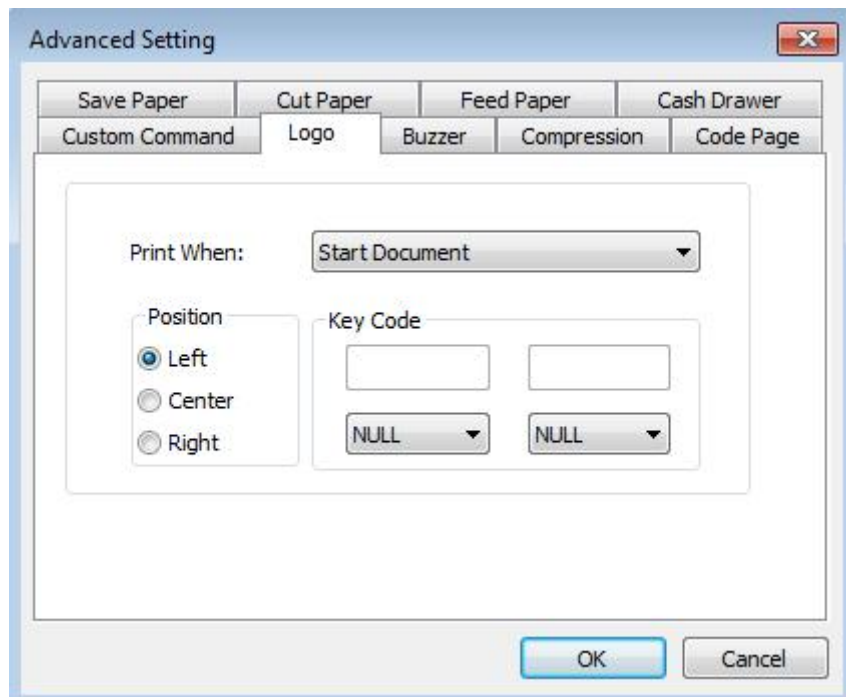 Advanced Setting
Save Paper Cut Paper Feed Paper Cash Drawer
Custom Command Logo Buzzer Compression Code Page
Print When: Start Document
Position
Left
Center
Right
Key Code
NULL NULL
OK Cancel